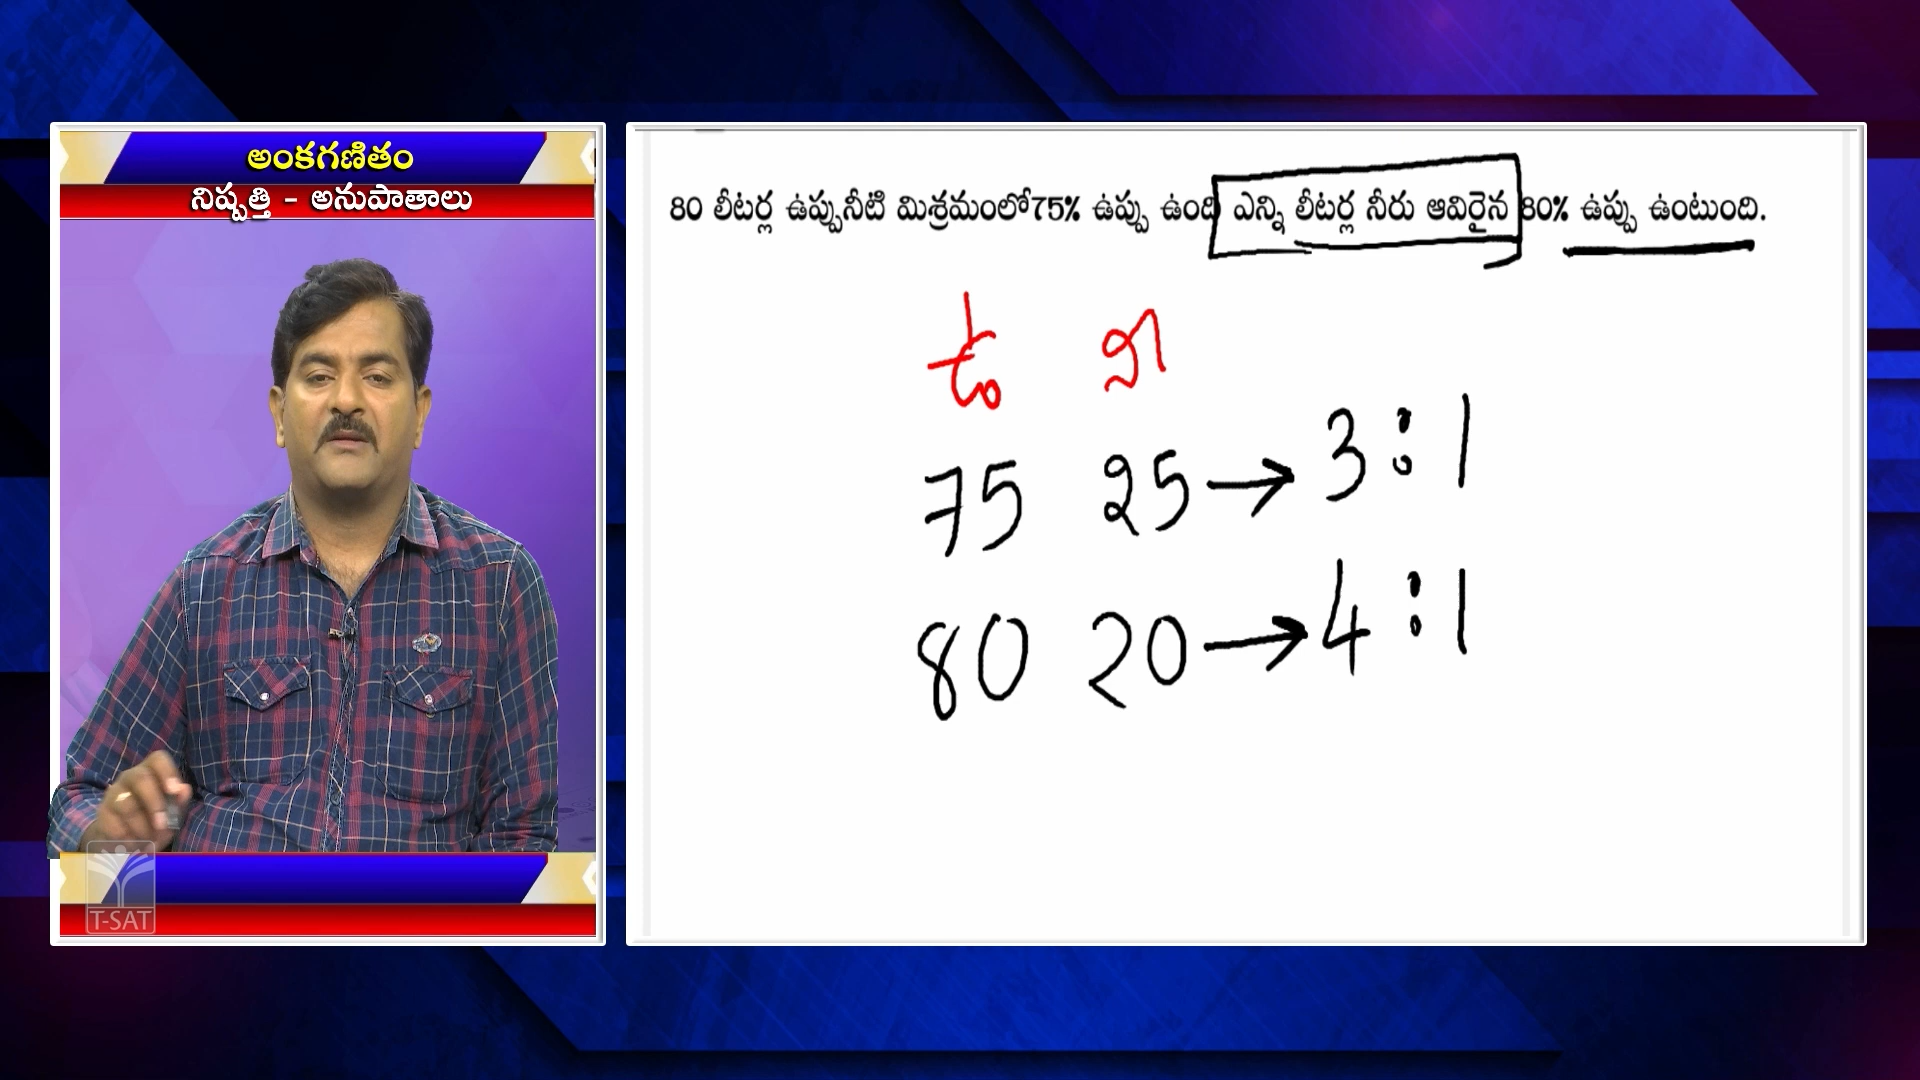 అంకగణితం
నిష్పత్తి - అనుపాతాలు
80 లీటర్ల ఉప్పునీటి మిశ్రమంలో75% ఉప్పు ఉంది ఎన్ని లీటర్ల నీరు ఆవిరైన 80% ఉప్పు ఉంటుంది.
ఉ నీ
75 25 → 3 : 1
80 20 → 4 : 1
T-SAT